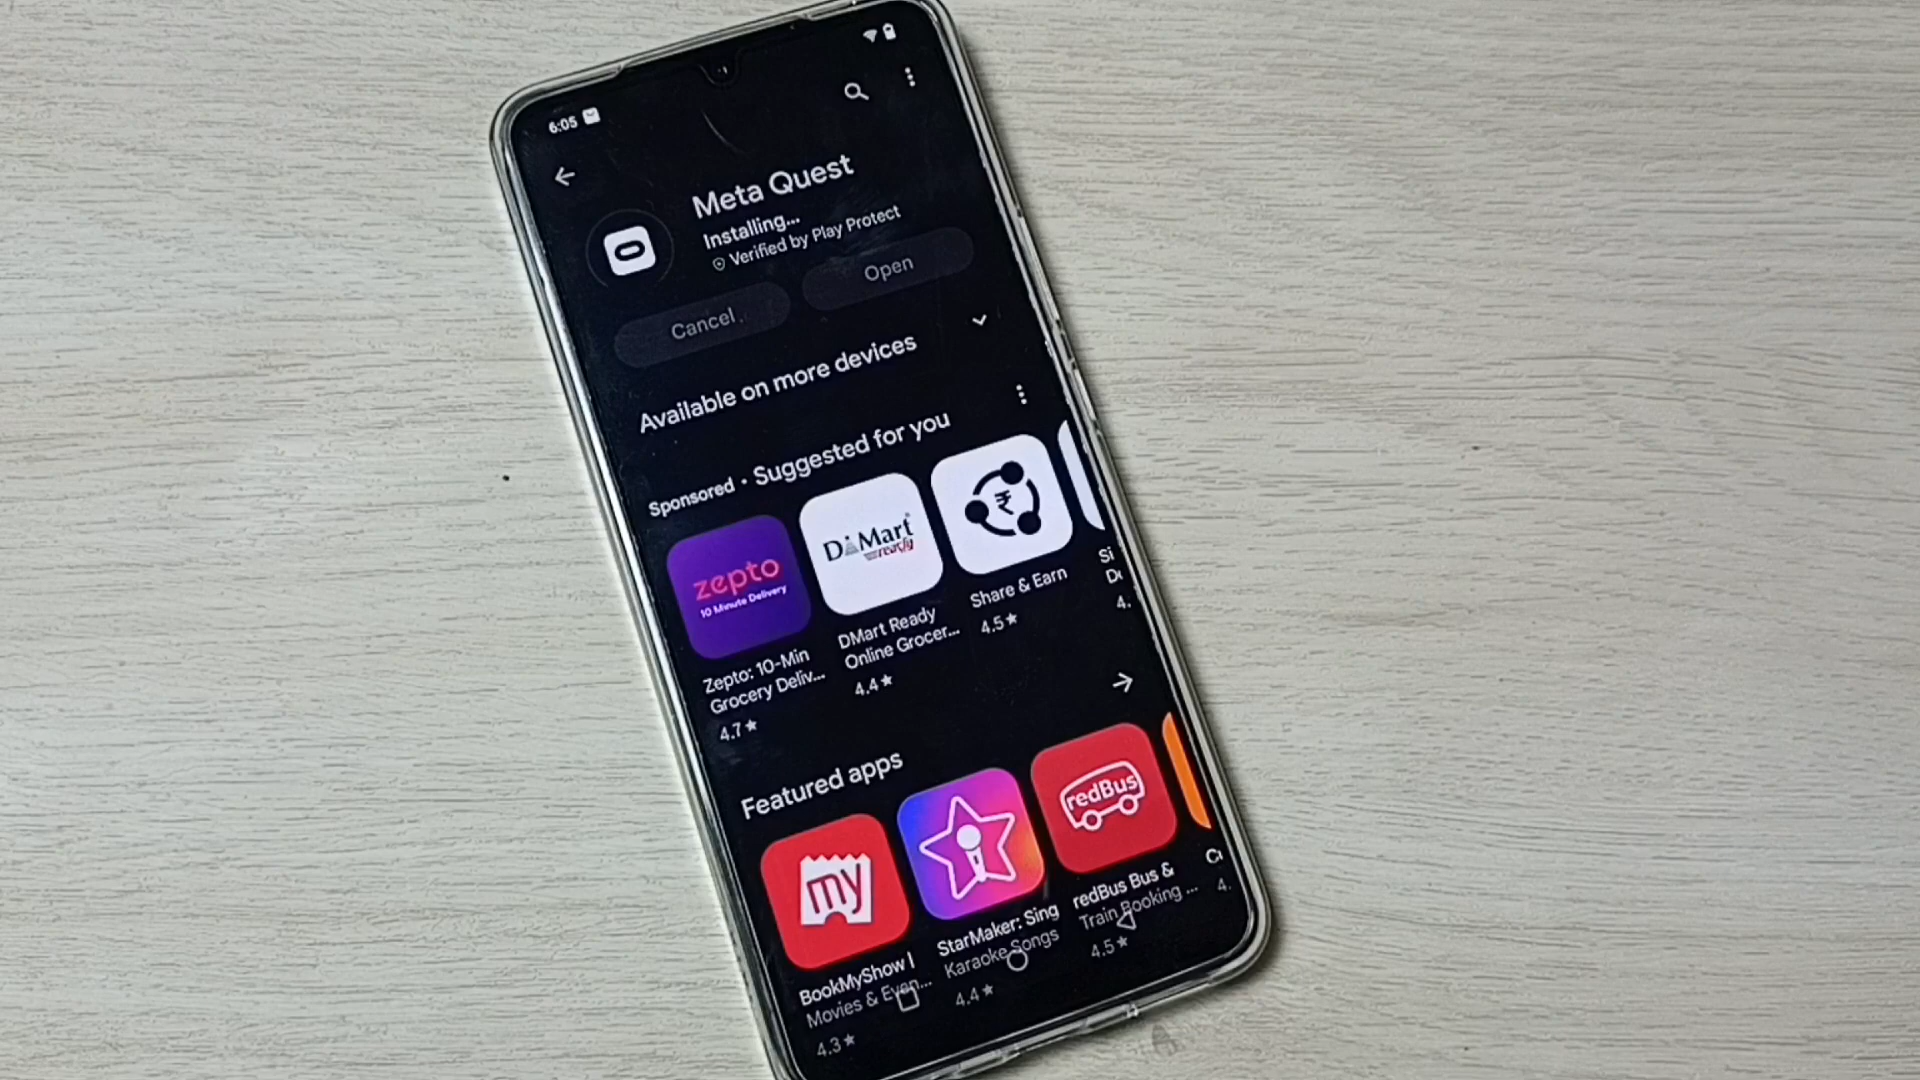 6:05
Meta Quest
Installing...
Verified by Play Protect
Cancel
Open
Available on more devices
Sponsored • Suggested for you
zepto
10 Minute Delivery
DMart
ready
₹
Zepto: 10-Min
Grocery Deliv...
4.7★
DMart Ready
Online Grocer...
4.4★
Share & Earn
4.5★
Si
4.
Featured apps
my
redBus
BookMyShow |
Movies & Even...
4.3★
StarMaker: Sing
Karaoke Songs
4.4★
redBus Bus &
Train Booking ...
4.5★
4.